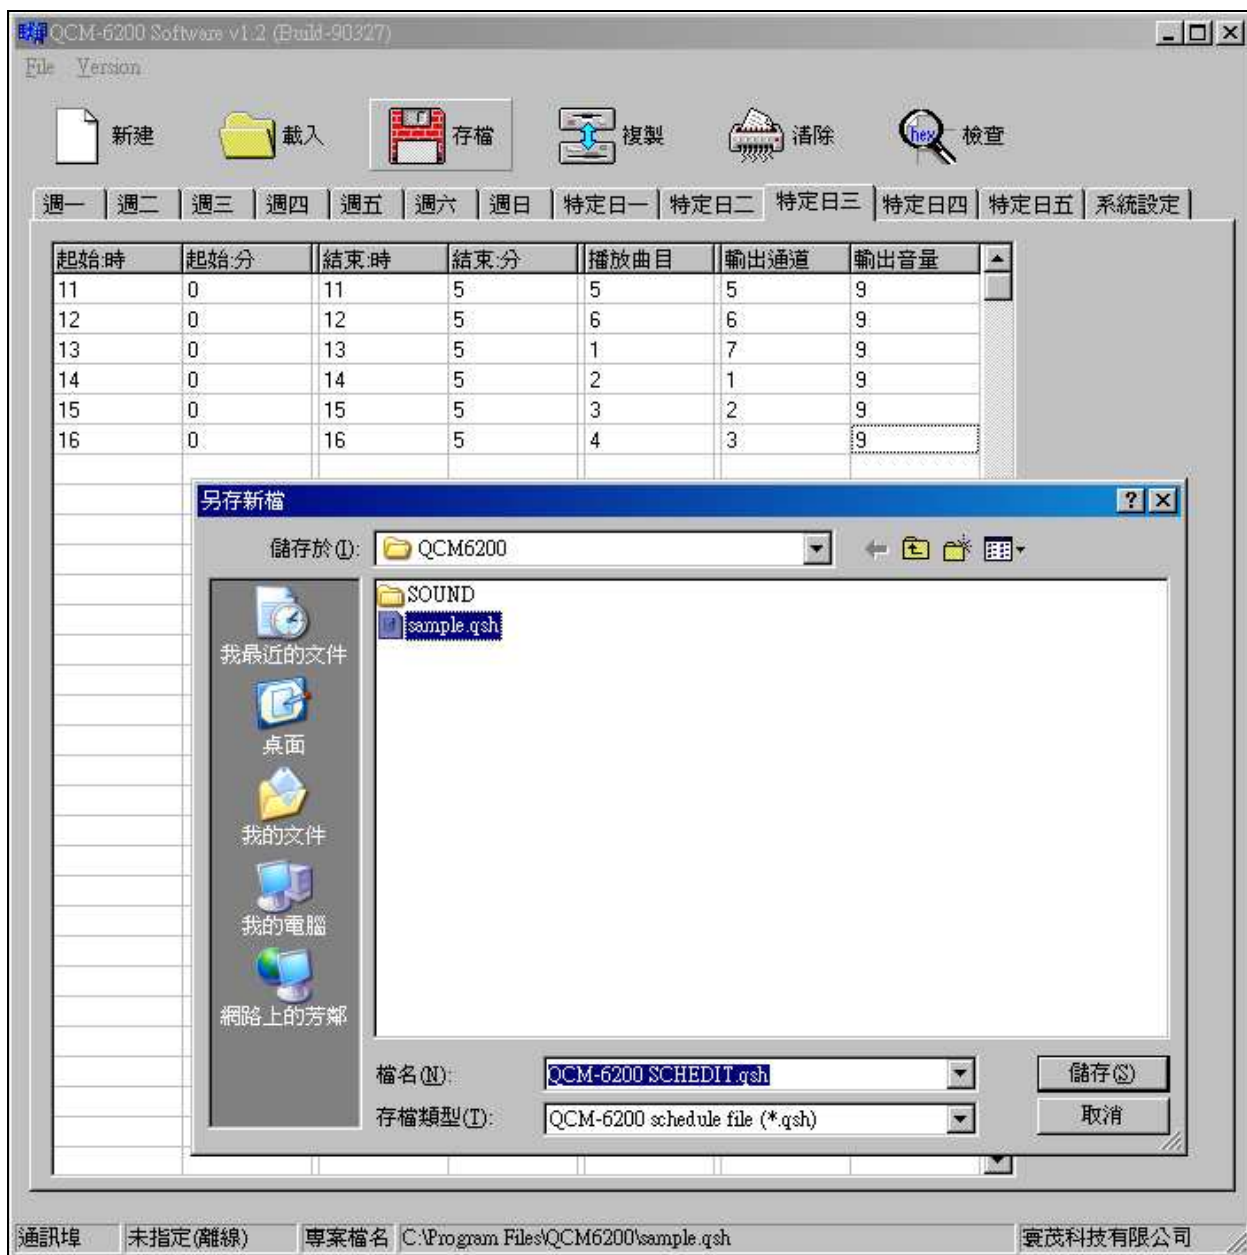 QCM-6200 Software v1.2 (Build-90327)
File Version
新建 載入 存檔 複製 清除 檢查
hex
週一 週二 週三 週四 週五 週六 週日 特定日一 特定日二 特定日三 特定日四 特定日五 系統設定
起始:時 起始:分 結束:時 結束:分 播放曲目 輸出通道 輸出音量
11 0 11 5 5 5 9
12 0 12 5 6 6 9
13 0 13 5 1 7 9
14 0 14 5 2 1 9
15 0 15 5 3 2 9
16 0 16 5 4 3 9
另存新檔
儲存於(I): QCM6200
SOUND
sample.qsh
我最近的文件
桌面
我的文件
我的電腦
網路上的芳鄰
檔名(N): QCM-6200 SCHEDIT.qsh 儲存(S)
存檔類型(T): QCM-6200 schedule file (*.qsh) 取消
通訊埠 未指定(離線) 專案檔名 C:\Program Files\QCM6200\sample.qsh 寰茂科技有限公司